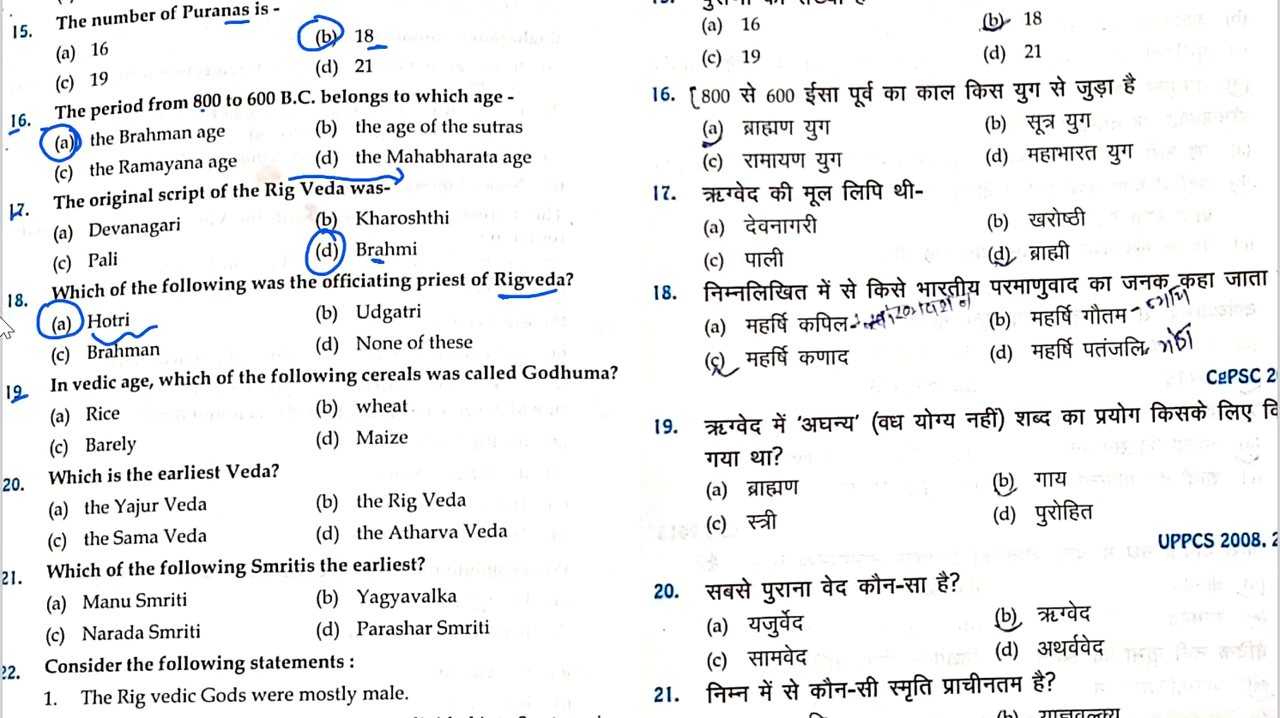 15. The number of Puranas is -
(a) 16 (b) 18
(c) 19 (d) 21
16. The period from 800 to 600 B.C. belongs to which age -
(a) the Brahman age (b) the age of the sutras
(c) the Ramayana age (d) the Mahabharata age
17. The original script of the Rig Veda was-
(a) Devanagari (b) Kharoshthi
(c) Pali (d) Brahmi
18. Which of the following was the officiating priest of Rigveda?
(a) Hotri (b) Udgatri
(c) Brahman (d) None of these
19. In vedic age, which of the following cereals was called Godhuma?
(a) Rice (b) wheat
(c) Barely (d) Maize
20. Which is the earliest Veda?
(a) the Yajur Veda (b) the Rig Veda
(c) the Sama Veda (d) the Atharva Veda
21. Which of the following Smritis the earliest?
(a) Manu Smriti (b) Yagyavalka
(c) Narada Smriti (d) Parashar Smriti
22. Consider the following statements :
1. The Rig vedic Gods were mostly male.
(a) 16 (b) 18
(c) 19 (d) 21
16. 800 से 600 ईसा पूर्व का काल किस युग से जुड़ा है
(a) ब्राह्मण युग (b) सूत्र युग
(c) रामायण युग (d) महाभारत युग
17. ऋग्वेद की मूल लिपि थी-
(a) देवनागरी (b) खरोष्ठी
(c) पाली (d) ब्राह्मी
18. निम्नलिखित में से किसे भारतीय परमाणुवाद का जनक कहा जाता
(a) महर्षि कपिल (b) महर्षि गौतम
(c) महर्षि कणाद (d) महर्षि पतंजलि
CgPSC 2
19. ऋग्वेद में 'अघन्य' (वध योग्य नहीं) शब्द का प्रयोग किसके लिए
गया था?
(a) ब्राह्मण (b) गाय
(c) स्त्री (d) पुरोहित
UPPCS 2008, 2
20. सबसे पुराना वेद कौन-सा है?
(a) यजुर्वेद (b) ऋग्वेद
(c) सामवेद (d) अथर्ववेद
21. निम्न में से कौन-सी स्मृति प्राचीनतम है?